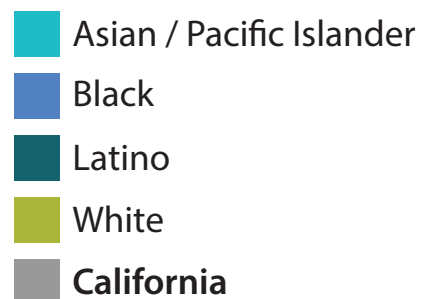 Asian / Pacific Islander
Black
Latino
White
California